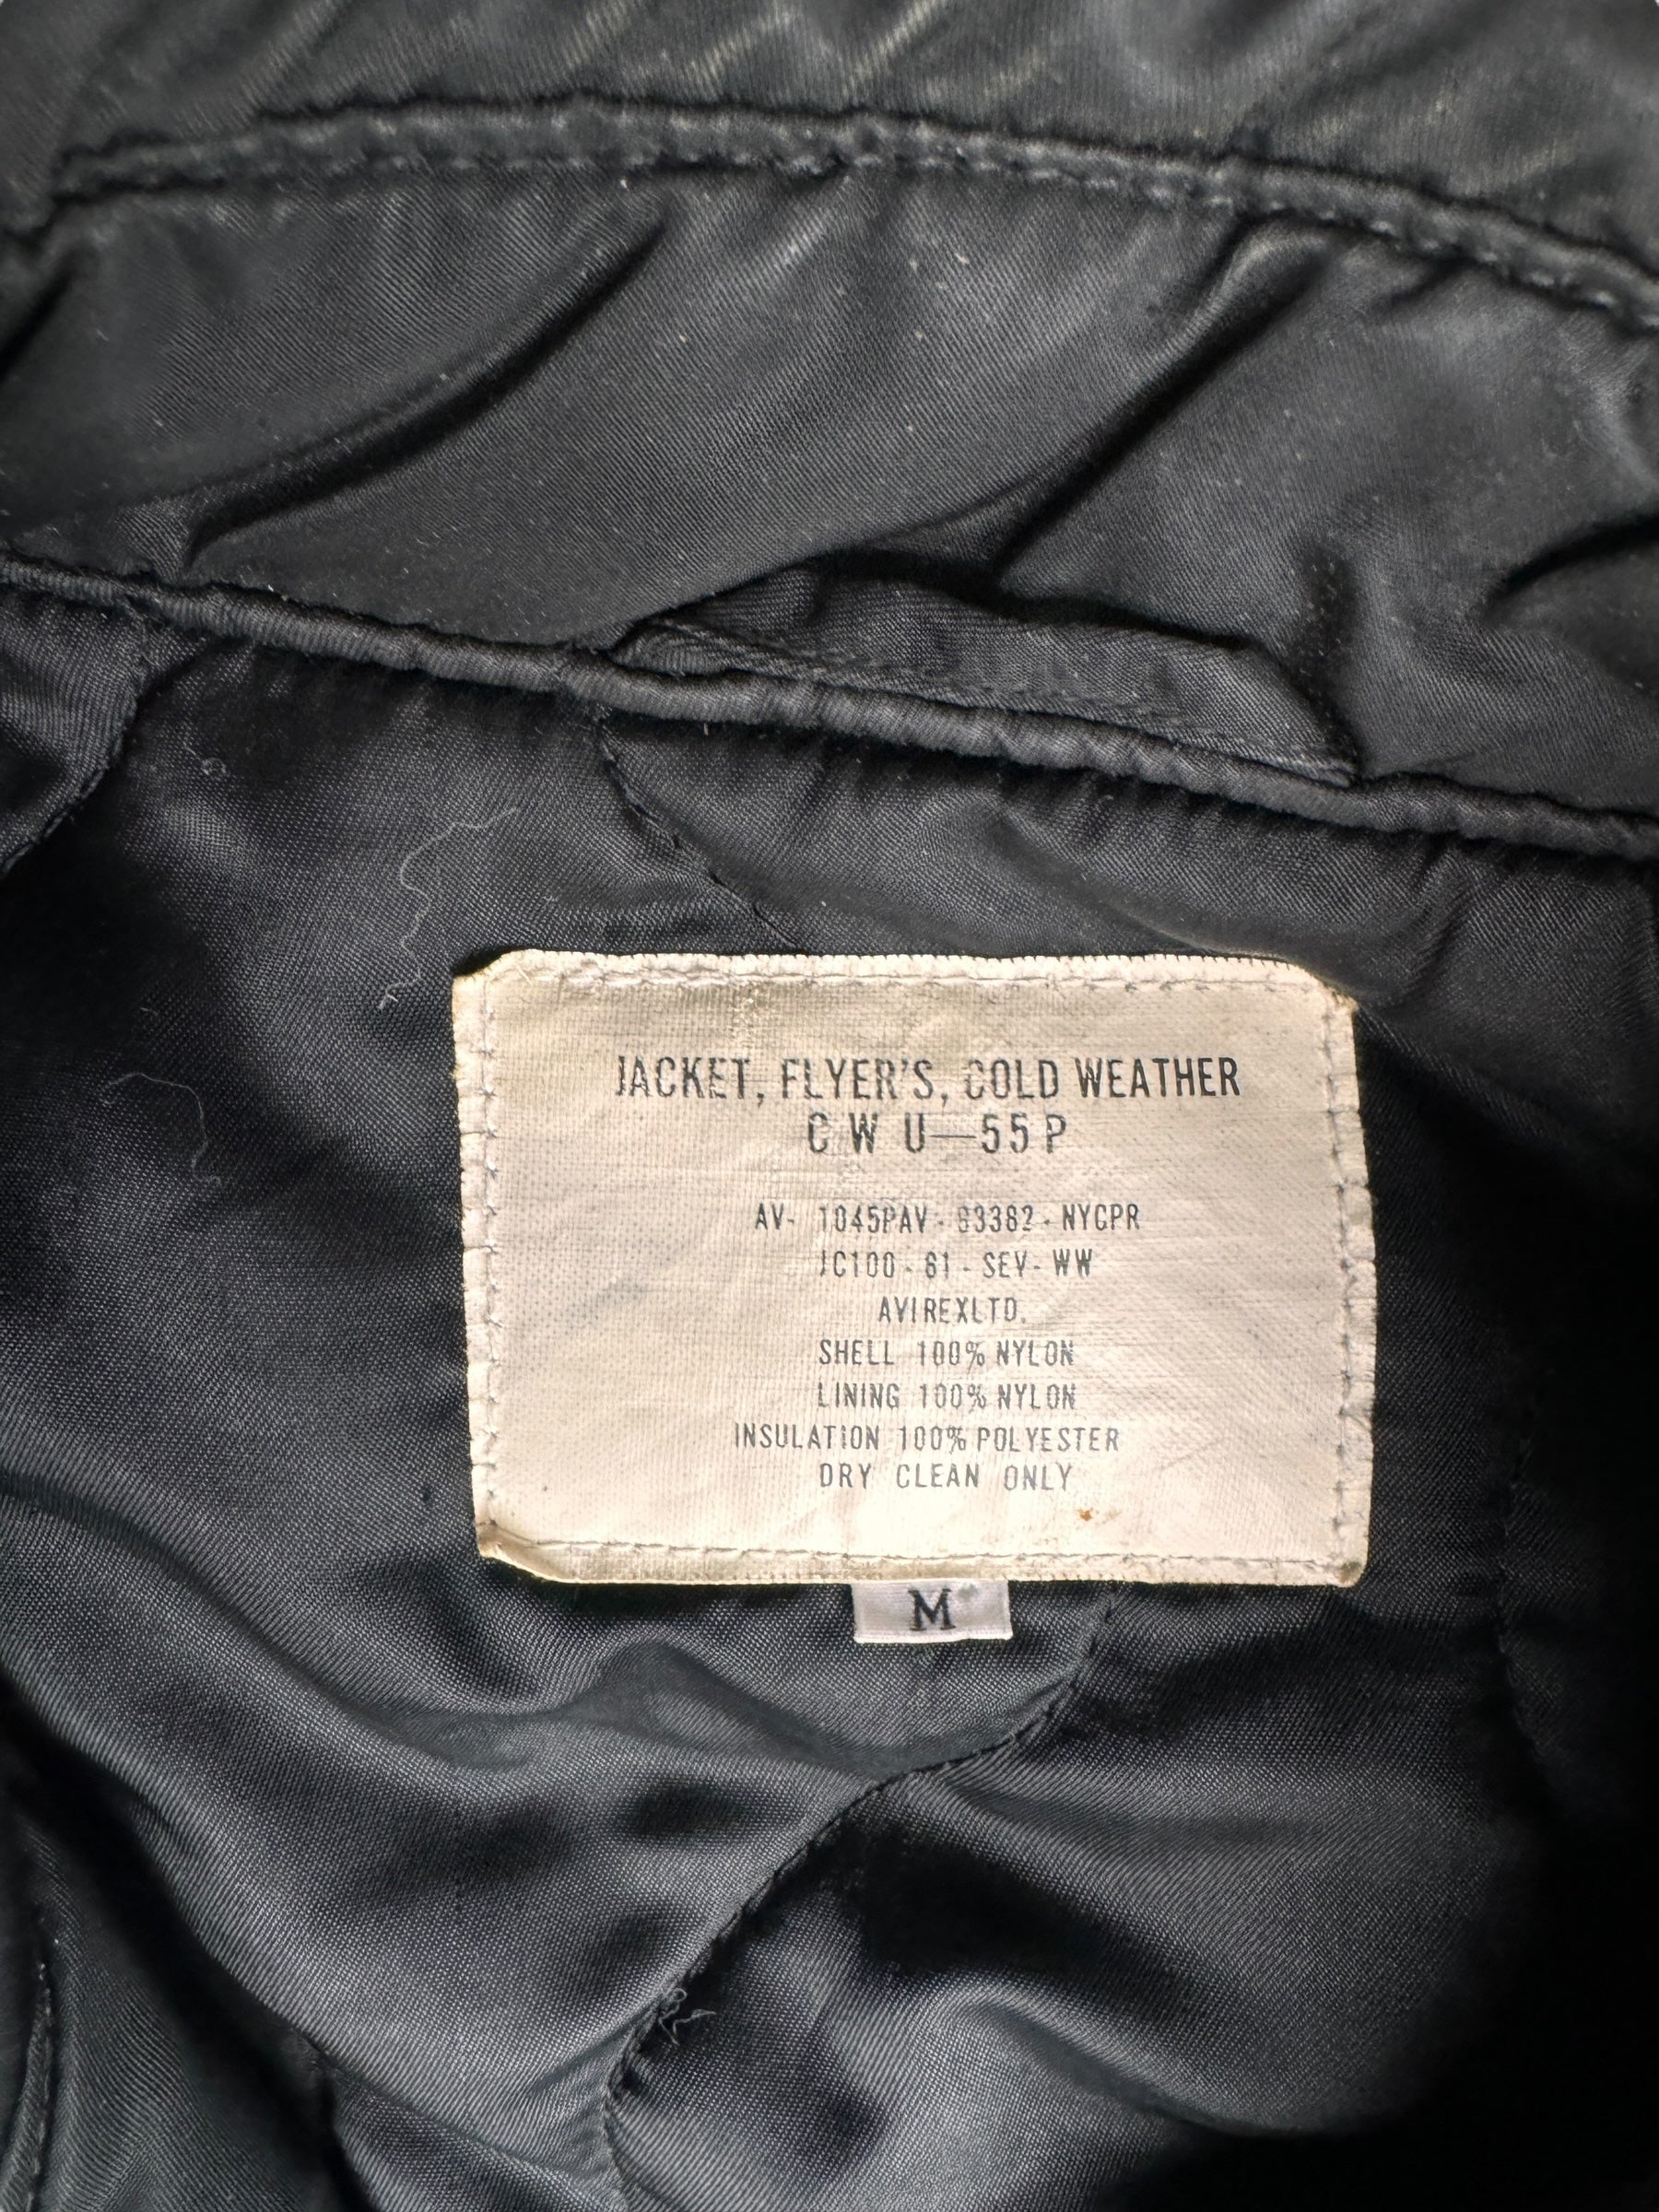 JACKET, FLYER'S, COLD WEATHER
C W U—55P
AV- 1045PAV - 83382 - NYCPR
JC100 - 61 - SEV - WW
AVIREXLTD.
SHELL 100% NYLON
LINING 100% NYLON
INSULATION 100% POLYESTER
DRY CLEAN ONLY
M